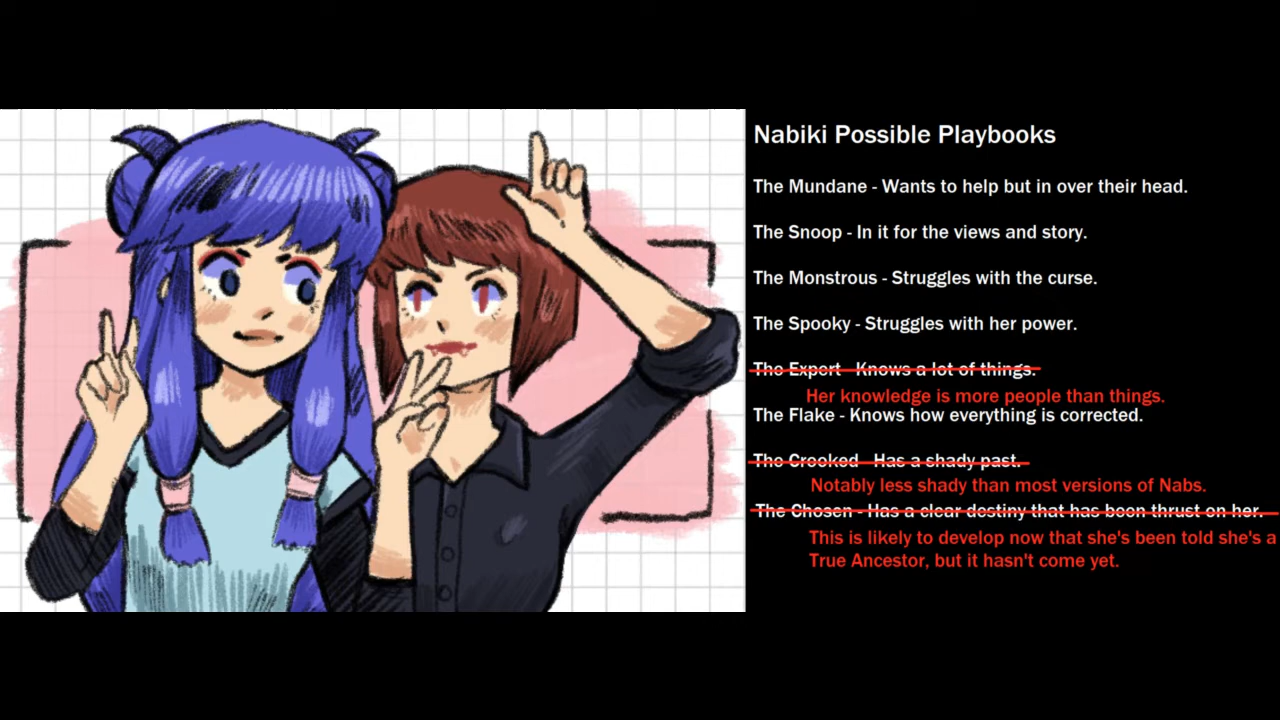 Nabiki Possible Playbooks
The Mundane - Wants to help but in over their head.
The Snoop - In it for the views and story.
The Monstrous - Struggles with the curse.
The Spooky - Struggles with her power.
The Expert - Knows a lot of things.
Her knowledge is more people than things.
The Flake - Knows how everything is corrected.
The Crooked - Has a shady past.
Notably less shady than most versions of Nabs.
The Chosen - Has a clear destiny that has been thrust on her.
This is likely to develop now that she's been told she's a
True Ancestor, but it hasn't come yet.